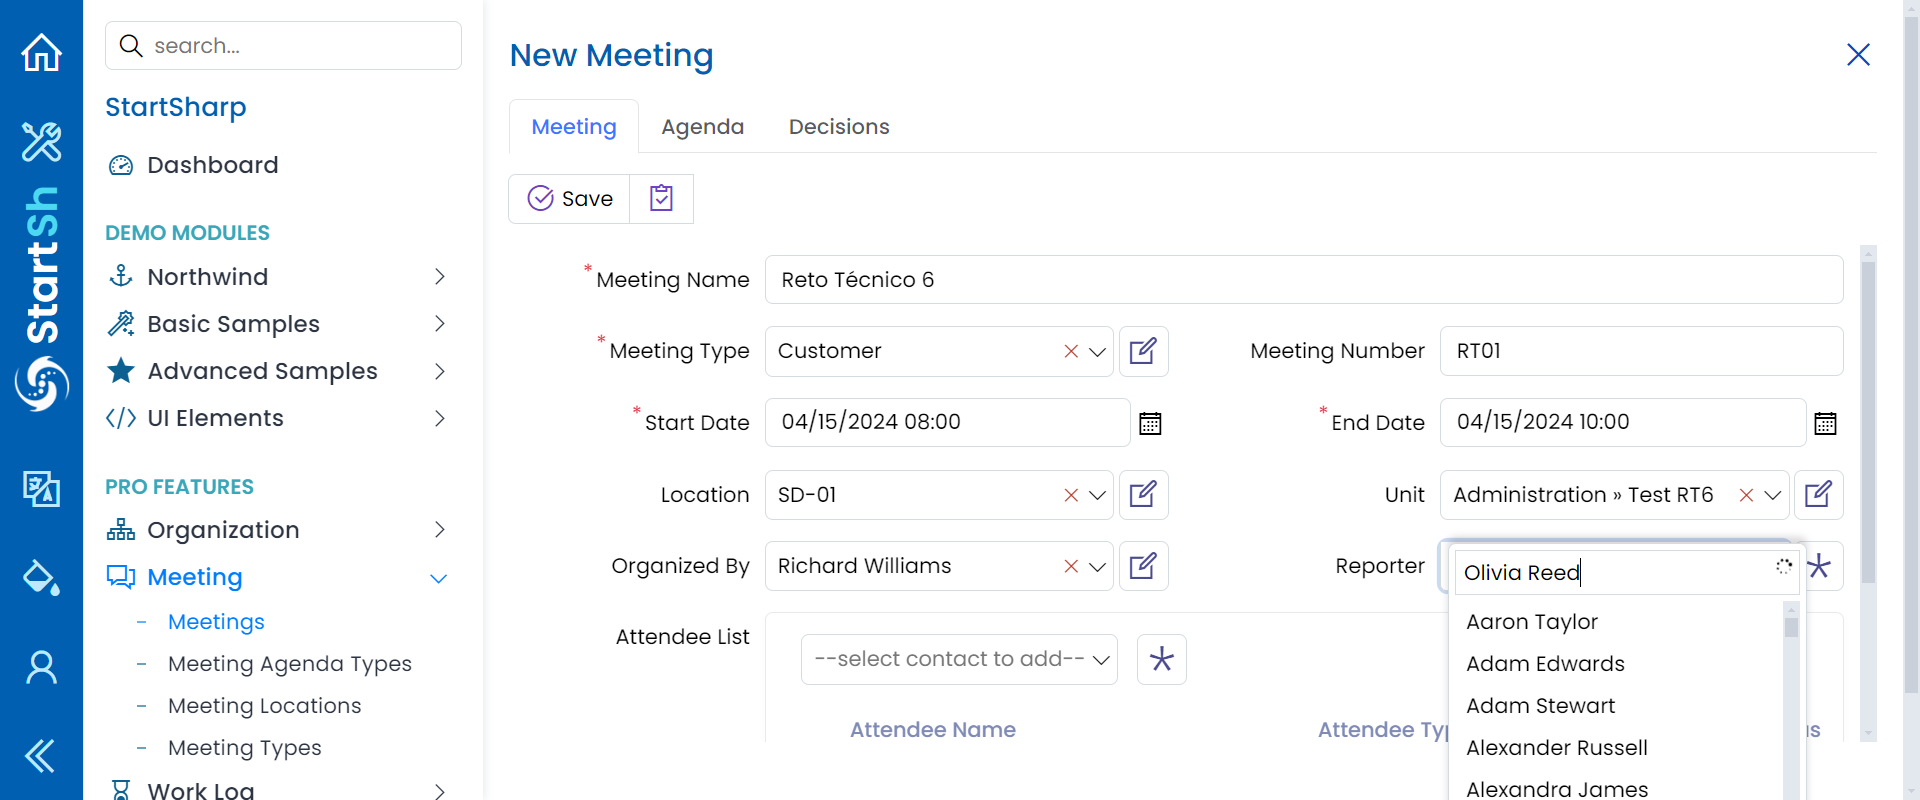 search...
StartSharp
Dashboard
DEMO MODULES
Northwind
Basic Samples
Advanced Samples
UI Elements
PRO FEATURES
Organization
Meeting
Meetings
Meeting Agenda Types
Meeting Locations
Meeting Types
Work Log
StartSh
New Meeting
Meeting Agenda Decisions
Save
*Meeting Name Reto Técnico 6
*Meeting Type Customer
Meeting Number RT01
*Start Date 04/15/2024 08:00
*End Date 04/15/2024 10:00
Location SD-01
Unit Administration » Test RT6
Organized By Richard Williams
Reporter
Olivia Reed
Aaron Taylor
Adam Edwards
Adam Stewart
Alexander Russell
Alexandra James
Attendee List
--select contact to add--
Attendee Name
Attendee Ty